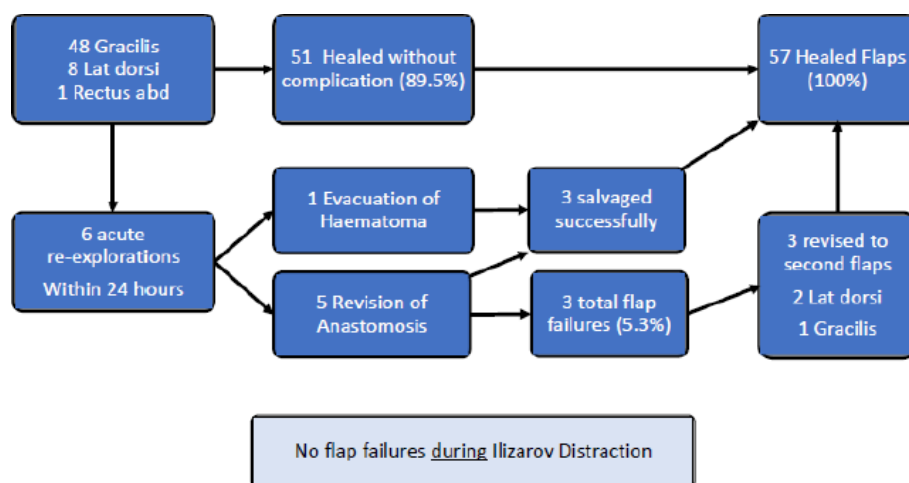 48 Gracilis
8 Lat dorsi
1 Rectus abd
51 Healed without
complication (89.5%)
57 Healed Flaps
(100%)
6 acute
re-explorations
Within 24 hours
1 Evacuation of
Haematoma
3 salvaged
successfully
5 Revision of
Anastomosis
3 total flap
failures (5.3%)
3 revised to
second flaps
2 Lat dorsi
1 Gracilis
No flap failures during Ilizarov Distraction